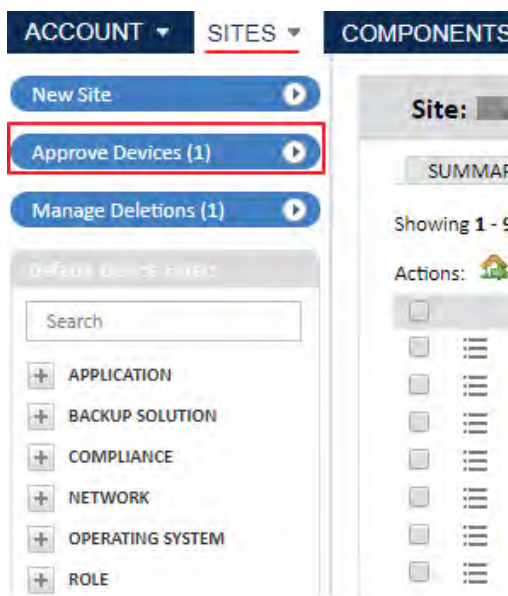 ACCOUNT SITES COMPONENTS
New Site
Approve Devices (1)
Manage Deletions (1)
Search
APPLICATION
BACKUP SOLUTION
COMPLIANCE
NETWORK
OPERATING SYSTEM
ROLE
Site:
SUMMAR
Showing 1 - 9
Actions: